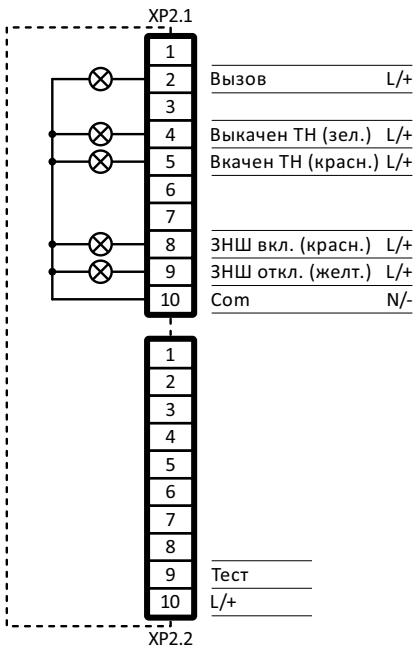 XP2.1
1
2 Вызов L/+
3
4 Выкачен ТН (зел.) L/+
5 Вкачен ТН (красн.) L/+
6
7
8 ЗНШ вкл. (красн.) L/+
9 ЗНШ откл. (желт.) L/+
10 Com N/-
1
2
3
4
5
6
7
8
9 Тест
10 L/+
XP2.2